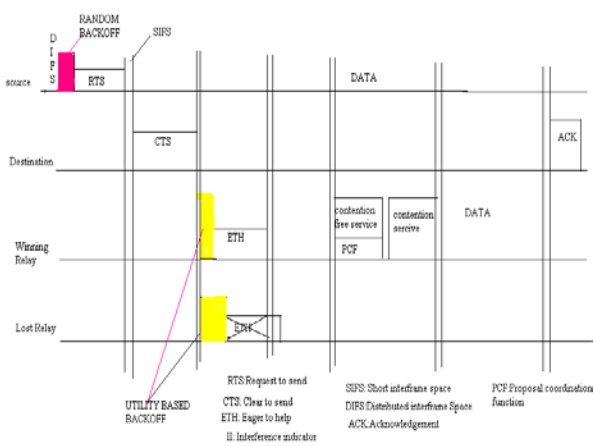 RANDOM
BACKOFF
DIFS
SIFS
source
RTS
DATA
CTS
ACK
Destination
contention
free service
contention
sercive
DATA
ETH
PCF
Winning
Relay
ETH
Lost Relay
UTILITY BASED
BACKOFF
RTS:Request to send
CTS: Clear to send
ETH: Eager to help
II: Interference indicator
SIFS: Short interframe space
DIFS:Distributed interframe Space
ACK:Acknowledgement
PCF:Proposal coordination
function